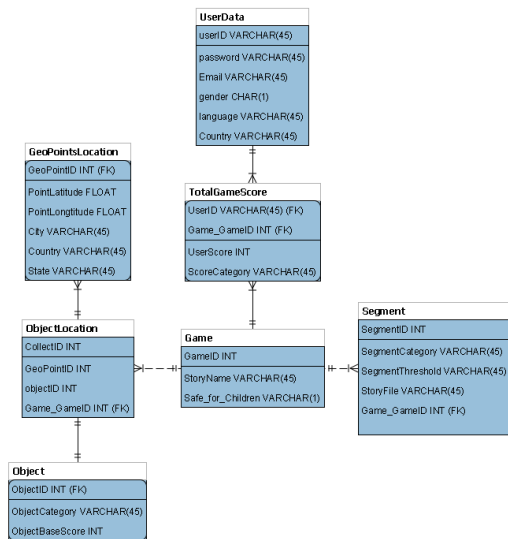 UserData
userID VARCHAR(45)
password VARCHAR(45)
Email VARCHAR(45)
gender CHAR(1)
language VARCHAR(45)
Country VARCHAR(45)
GeoPointsLocation
GeoPointID INT (FK)
PointLatitude FLOAT
PointLongtitude FLOAT
City VARCHAR(45)
Country VARCHAR(45)
State VARCHAR(45)
TotalGameScore
UserID VARCHAR(45) (FK)
Game_GameID INT (FK)
UserScore INT
ScoreCategory VARCHAR(45)
ObjectLocation
CollectID INT
GeoPointID INT
objectID INT
Game_GameID INT (FK)
Game
GameID INT
StoryName VARCHAR(45)
Safe_for_Children VARCHAR(1)
Segment
SegmentID INT
SegmentCategory VARCHAR(45)
SegmentThreshold VARCHAR(45)
StoryFile VARCHAR(45)
Game_GameID INT (FK)
Object
ObjectID INT (FK)
ObjectCategory VARCHAR(45)
ObjectBaseScore INT